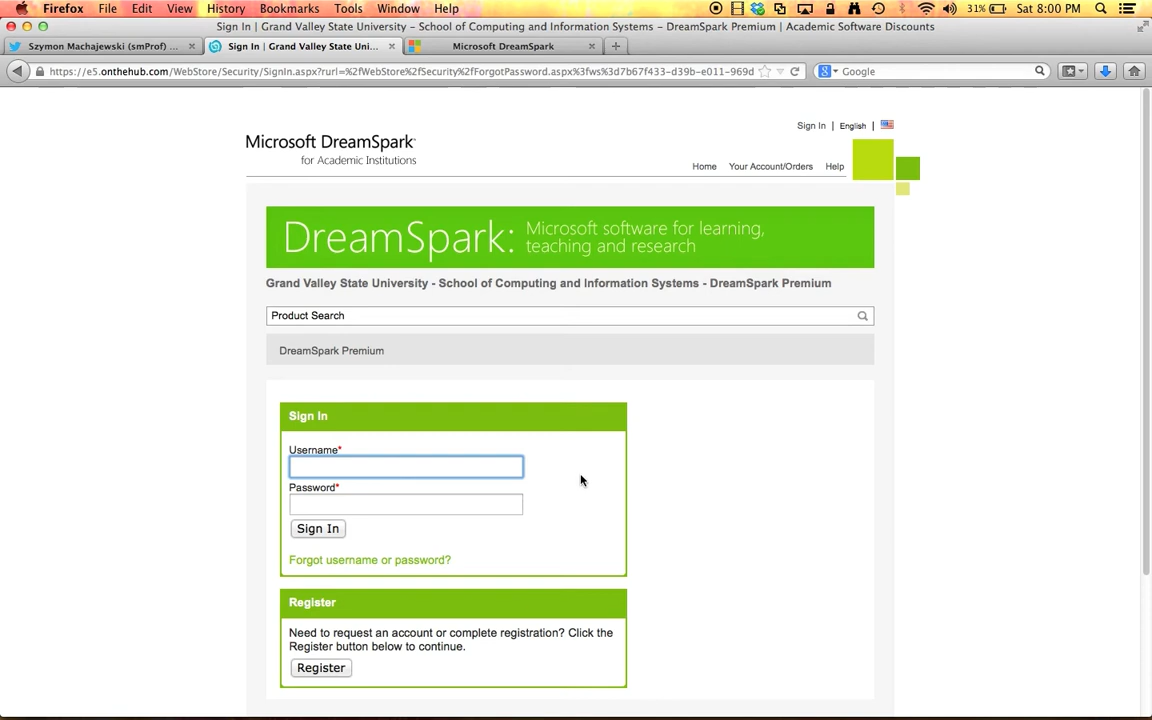 Firefox File Edit View History Bookmarks Tools Window Help 31% Sat 8:00 PM
Sign In | Grand Valley State University - School of Computing and Information Systems - DreamSpark Premium | Academic Software Discounts
Szymon Machajewski (smProf) ... × Sign In | Grand Valley State Uni... × Microsoft DreamSpark × +
https://e5.onthehub.com/WebStore/Security/SignIn.aspx?rurl=%2fWebStore%2fSecurity%2fForgotPassword.aspx%3fws%3d7b67f433-d39b-e011-969d Google
Sign In | English |
Microsoft DreamSpark
for Academic Institutions
Home Your Account/Orders Help
DreamSpark: Microsoft software for learning,
teaching and research
Grand Valley State University - School of Computing and Information Systems - DreamSpark Premium
Product Search
DreamSpark Premium
Sign In
Username*
Password*
Sign In
Forgot username or password?
Register
Need to request an account or complete registration? Click the
Register button below to continue.
Register